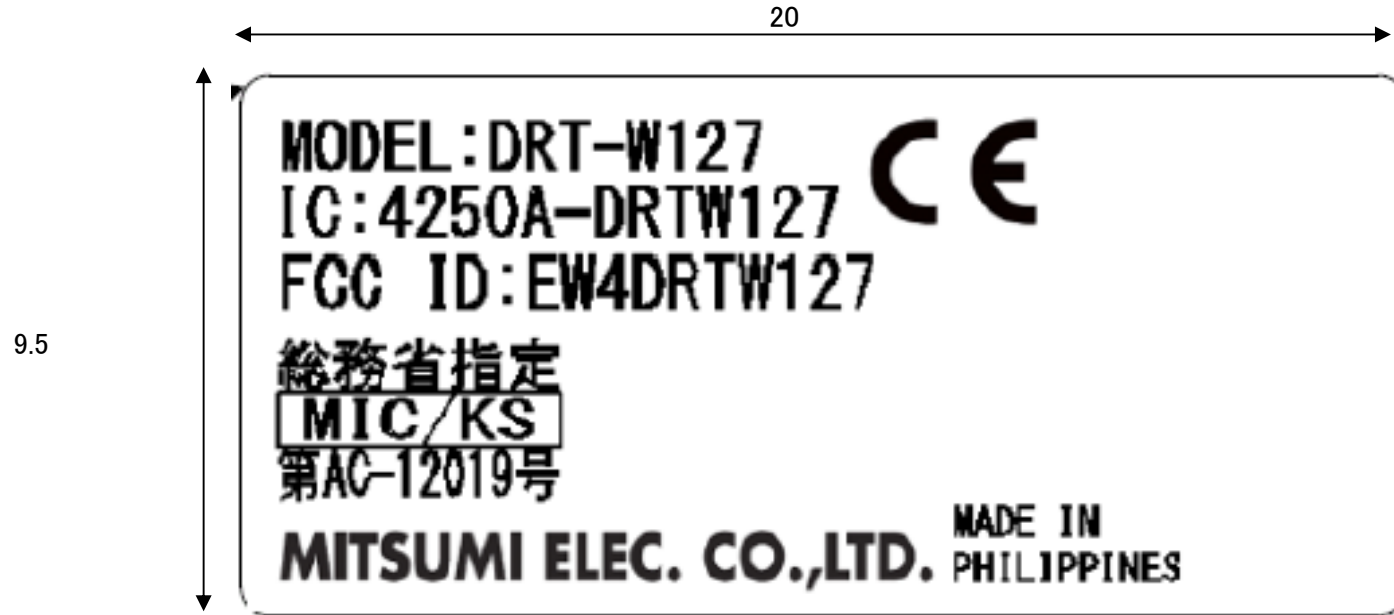 20
9.5
MODEL:DRT-W127
IC:4250A-DRTW127
CE
FCC ID:EW4DRTW127
総務省指定
MIC/KS
第AC-12019号
MITSUMI ELEC. CO.,LTD.
MADE IN
PHILIPPINES